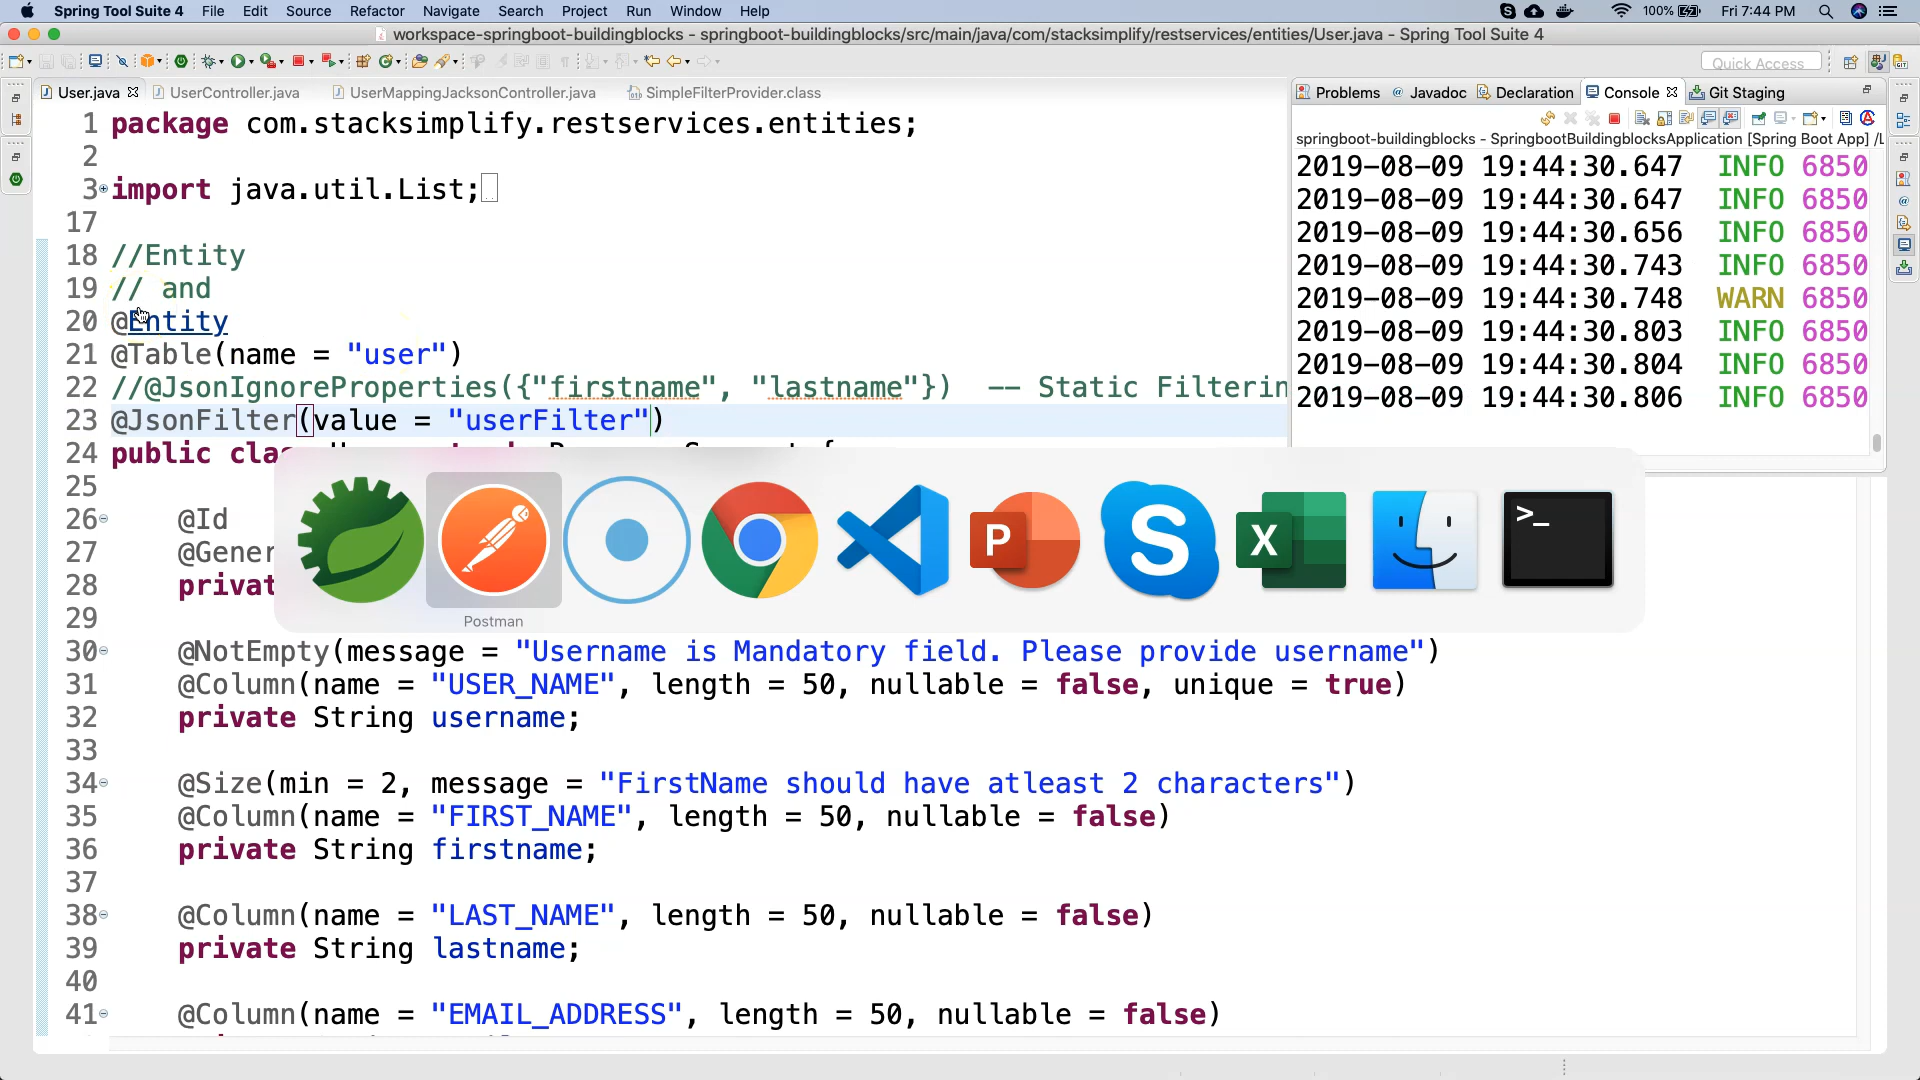 Spring Tool Suite 4 File Edit Source Refactor Navigate Search Project Run Window Help 100% Fri 7:44 PM
workspace-springboot-buildingblocks - springboot-buildingblocks/src/main/java/com/stacksimplify/restservices/entities/User.java - Spring Tool Suite 4
Quick Access
User.java UserController.java UserMappingJacksonController.java SimpleFilterProvider.class
1 package com.stacksimplify.restservices.entities;
2
3 import java.util.List;
17
18 //Entity
19 // and
20 @Entity
21 @Table(name = "user")
22 //@JsonIgnoreProperties({"firstname", "lastname"}) -- Static Filterin
23 @JsonFilter(value = "userFilter")
24 public clas
25
26 @Id
27 @Gener
28 privat
29
30 @NotEmpty(message = "Username is Mandatory field. Please provide username")
31 @Column(name = "USER_NAME", length = 50, nullable = false, unique = true)
32 private String username;
33
34 @Size(min = 2, message = "FirstName should have atleast 2 characters")
35 @Column(name = "FIRST_NAME", length = 50, nullable = false)
36 private String firstname;
37
38 @Column(name = "LAST_NAME", length = 50, nullable = false)
39 private String lastname;
40
41 @Column(name = "EMAIL_ADDRESS", length = 50, nullable = false)
Problems Javadoc Declaration Console Git Staging
springboot-buildingblocks - SpringbootBuildingblocksApplication [Spring Boot App] /L
2019-08-09 19:44:30.647 INFO 6850
2019-08-09 19:44:30.647 INFO 6850
2019-08-09 19:44:30.656 INFO 6850
2019-08-09 19:44:30.743 INFO 6850
2019-08-09 19:44:30.748 WARN 6850
2019-08-09 19:44:30.803 INFO 6850
2019-08-09 19:44:30.804 INFO 6850
2019-08-09 19:44:30.806 INFO 6850
P
S
X
>_
Postman